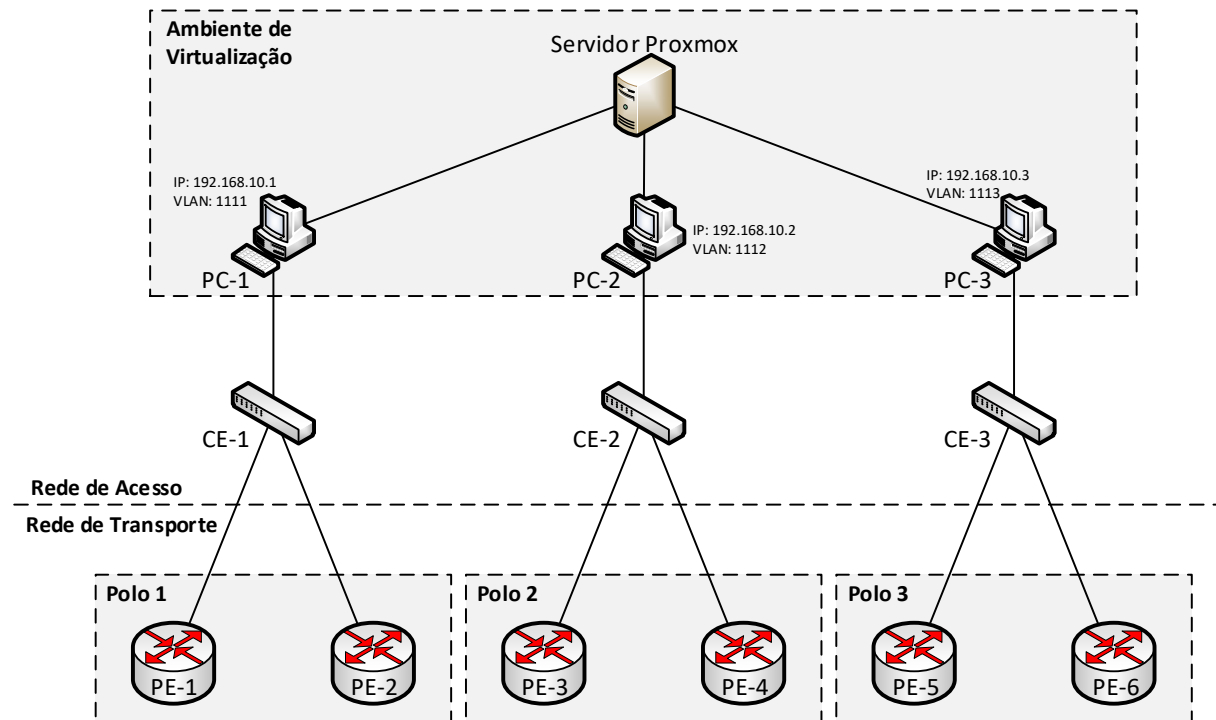 Ambiente de
Virtualização
Servidor Proxmox
IP: 192.168.10.1
VLAN: 1111
IP: 192.168.10.2
VLAN: 1112
IP: 192.168.10.3
VLAN: 1113
PC-1
PC-2
PC-3
CE-1
CE-2
CE-3
Rede de Acesso
Rede de Transporte
Polo 1
Polo 2
Polo 3
PE-1
PE-2
PE-3
PE-4
PE-5
PE-6